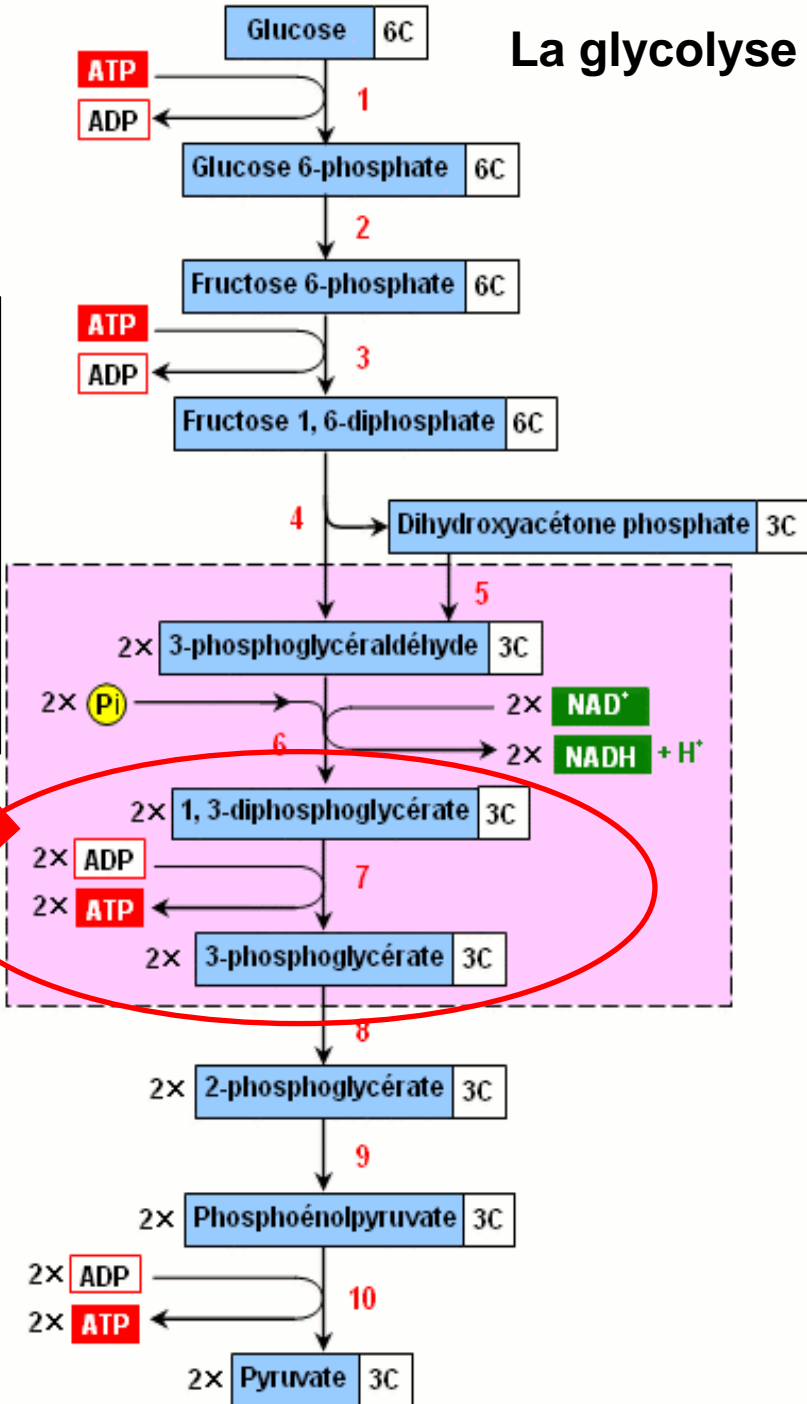 La glycolyse
Glucose 6C
ATP
1
ADP
Glucose 6-phosphate 6C
2
Fructose 6-phosphate 6C
ATP
3
ADP
Fructose 1, 6-diphosphate 6C
4
Dihydroxyacétone phosphate 3C
5
2× 3-phosphoglycéraldéhyde 3C
2× Pi
2× NAD⁺
6
2× NADH + H⁺
2× 1, 3-diphosphoglycérate 3C
2× ADP
7
2× ATP
2× 3-phosphoglycérate 3C
8
2× 2-phosphoglycérate 3C
9
2× Phosphoénolpyruvate 3C
2× ADP
10
2× ATP
2× Pyruvate 3C